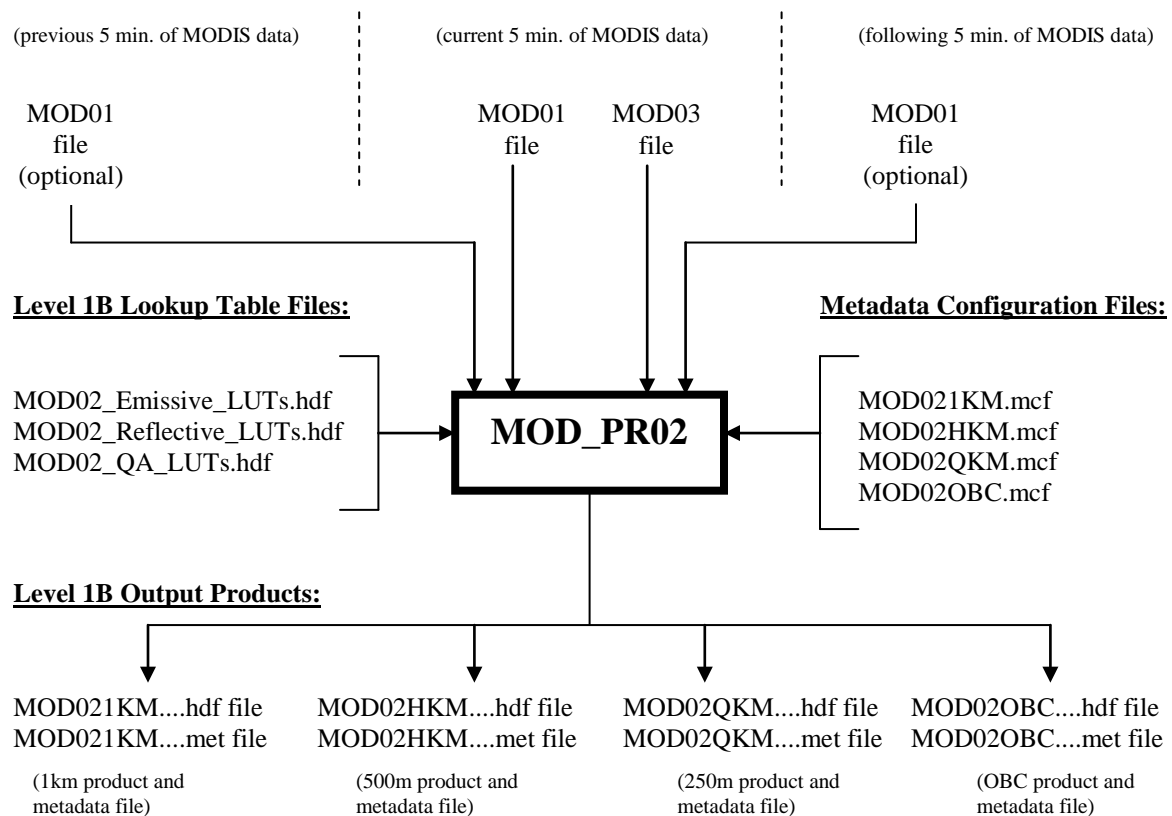 (previous 5 min. of MODIS data)
(current 5 min. of MODIS data)
(following 5 min. of MODIS data)
MOD01
file
(optional)
MOD01
file
MOD03
file
MOD01
file
(optional)
Level 1B Lookup Table Files:
MOD02_Emissive_LUTs.hdf
MOD02_Reflective_LUTs.hdf
MOD02_QA_LUTs.hdf
MOD_PR02
Metadata Configuration Files:
MOD021KM.mcf
MOD02HKM.mcf
MOD02QKM.mcf
MOD02OBC.mcf
Level 1B Output Products:
MOD021KM....hdf file
MOD021KM....met file
(1km product and
metadata file)
MOD02HKM....hdf file
MOD02HKM....met file
(500m product and
metadata file)
MOD02QKM....hdf file
MOD02QKM....met file
(250m product and
metadata file)
MOD02OBC....hdf file
MOD02OBC....met file
(OBC product and
metadata file)